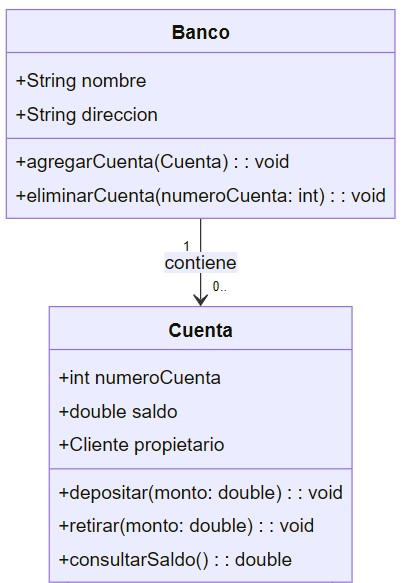 Banco
+String nombre
+String direccion
+agregarCuenta(Cuenta) : : void
+eliminarCuenta(numeroCuenta: int) : : void
1
contiene
0..
Cuenta
+int numeroCuenta
+double saldo
+Cliente propietario
+depositar(monto: double) : : void
+retirar(monto: double) : : void
+consultarSaldo() : : double